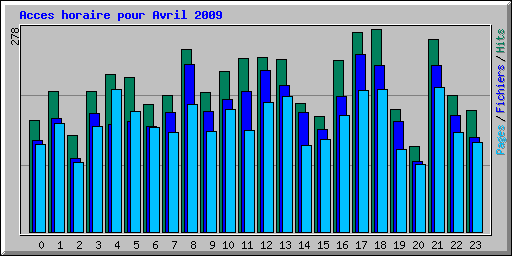 Acces horaire pour Avril 2009
278
Pages / Fichiers / Hits
0 1 2 3 4 5 6 7 8 9 10 11 12 13 14 15 16 17 18 19 20 21 22 23